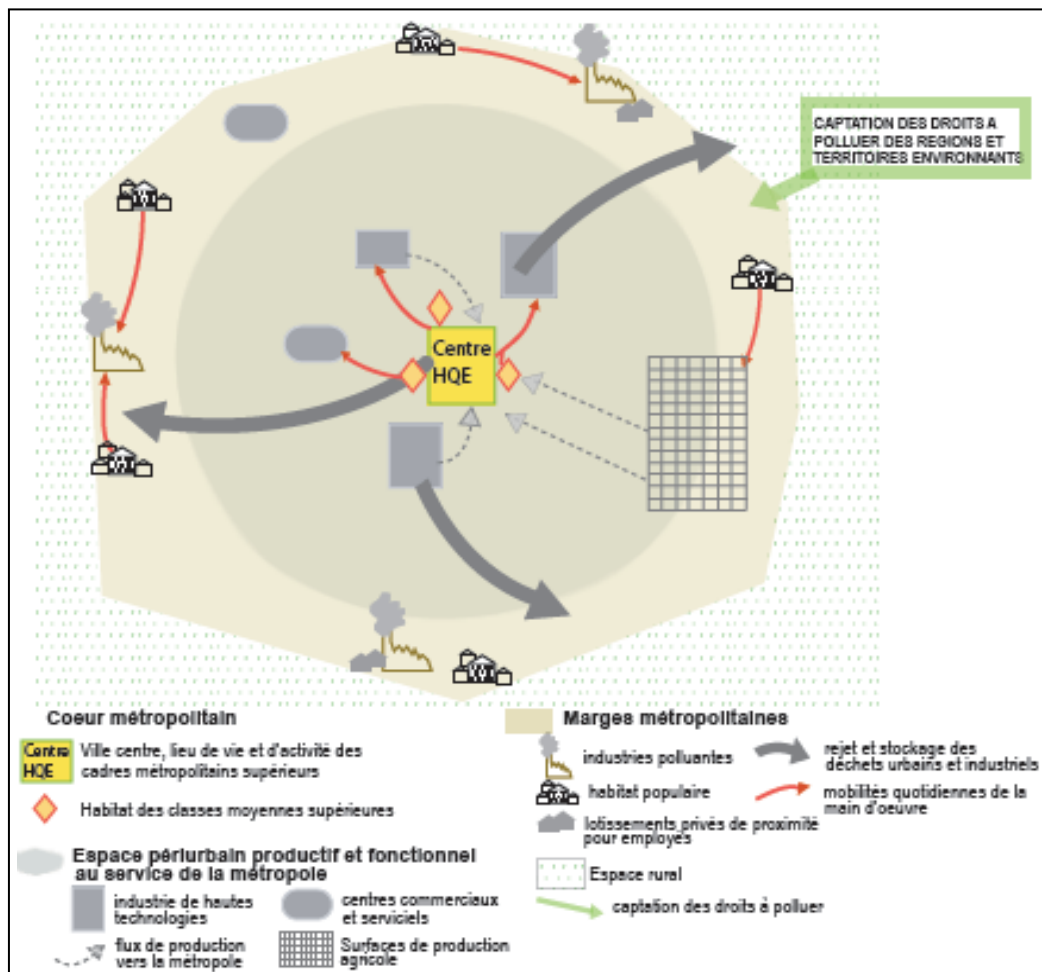 CAPTATION DES DROITS A
POLLUER DES REGIONS ET
TERRITOIRES ENVIRONNANTS
Centre
HQE
Coeur métropolitain
Centre
HQE
Ville centre, lieu de vie et d'activité des
cadres métropolitains supérieurs
Habitat des classes moyennes supérieures
Espace périurbain productif et fonctionnel
au service de la métropole
industrie de hautes
technologies
centres commerciaux
et serviciels
flux de production
vers la métropole
Surfaces de production
agricole
Marges métropolitaines
industries polluantes
rejet et stockage des
déchets urbains et industriels
habitat populaire
mobilités quotidiennes de la
main d'oeuvre
lotissements privés de proximité
pour employés
Espace rural
captation des droits à polluer